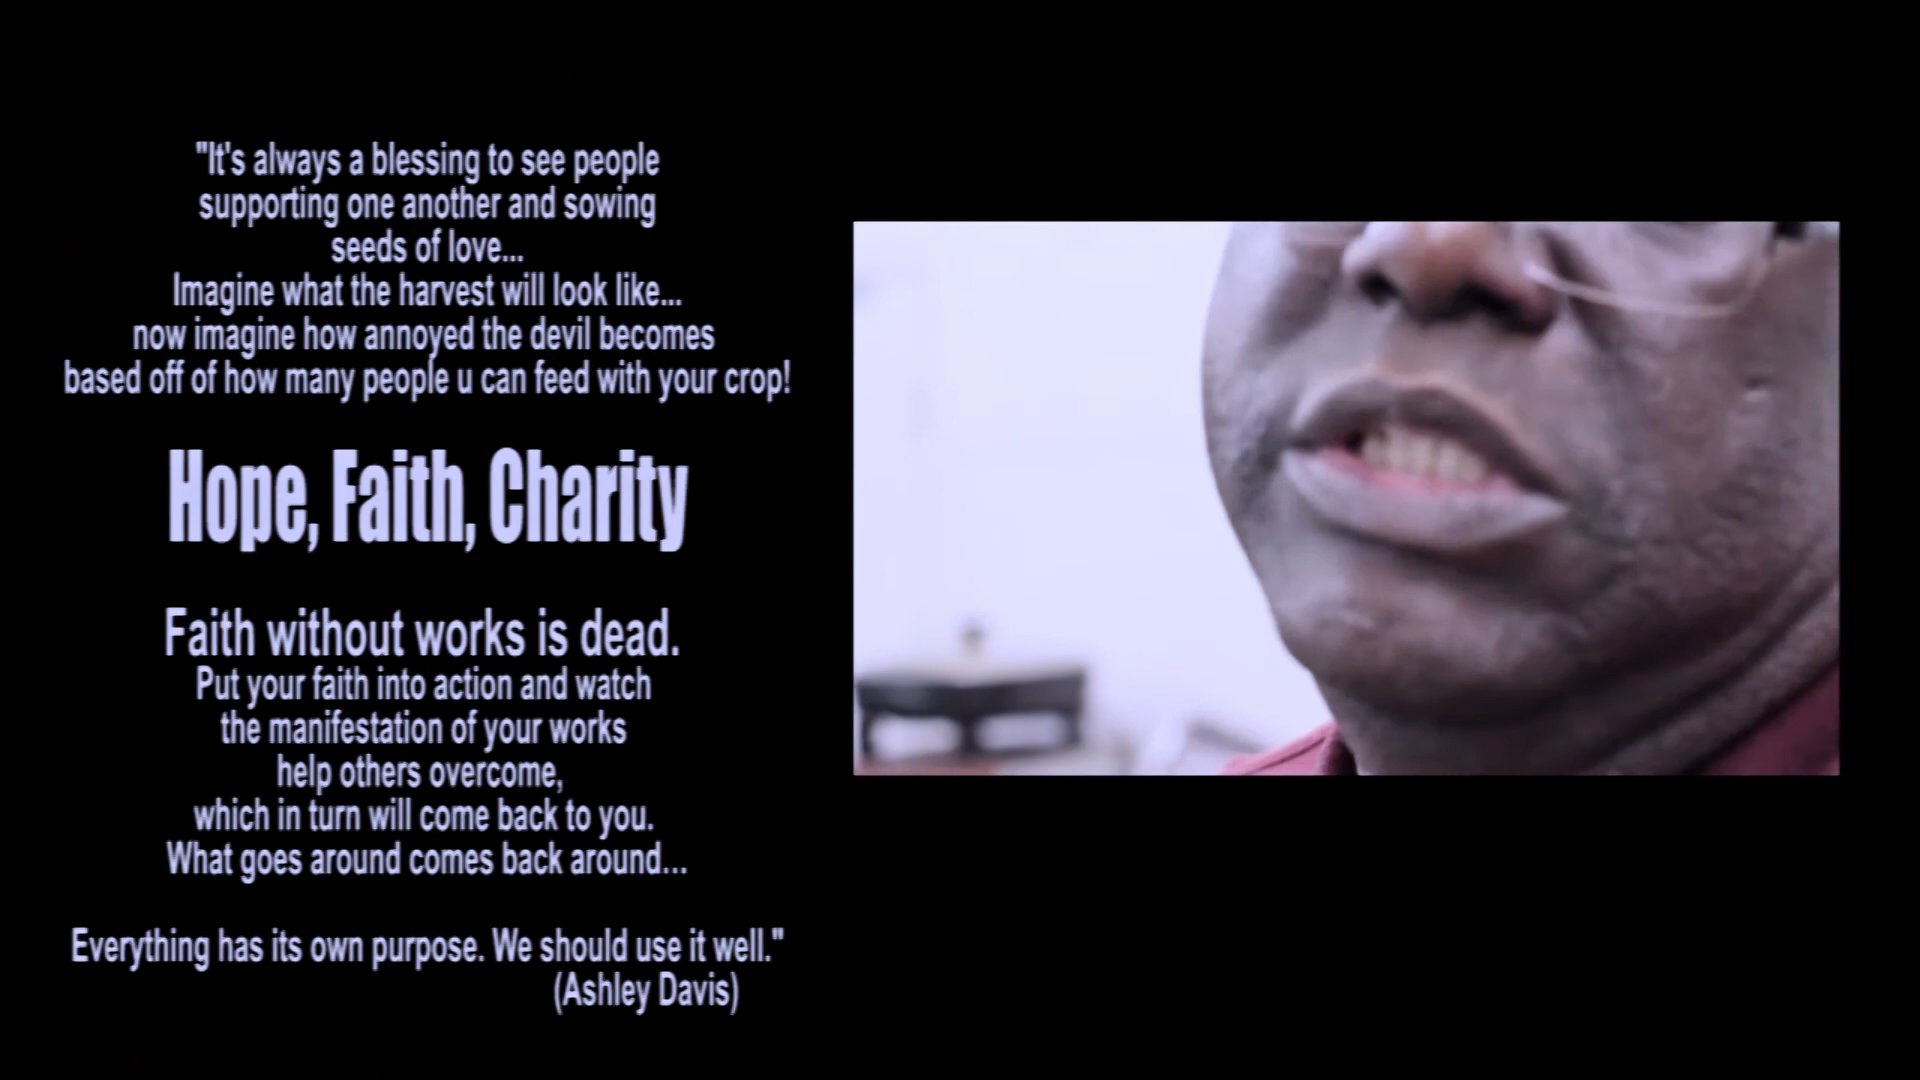 "It's always a blessing to see people
supporting one another and sowing
seeds of love...
Imagine what the harvest will look like...
now imagine how annoyed the devil becomes
based off of how many people u can feed with your crop!
Hope, Faith, Charity
Faith without works is dead.
Put your faith into action and watch
the manifestation of your works
help others overcome,
which in turn will come back to you.
What goes around comes back around...
Everything has its own purpose. We should use it well."
(Ashley Davis)